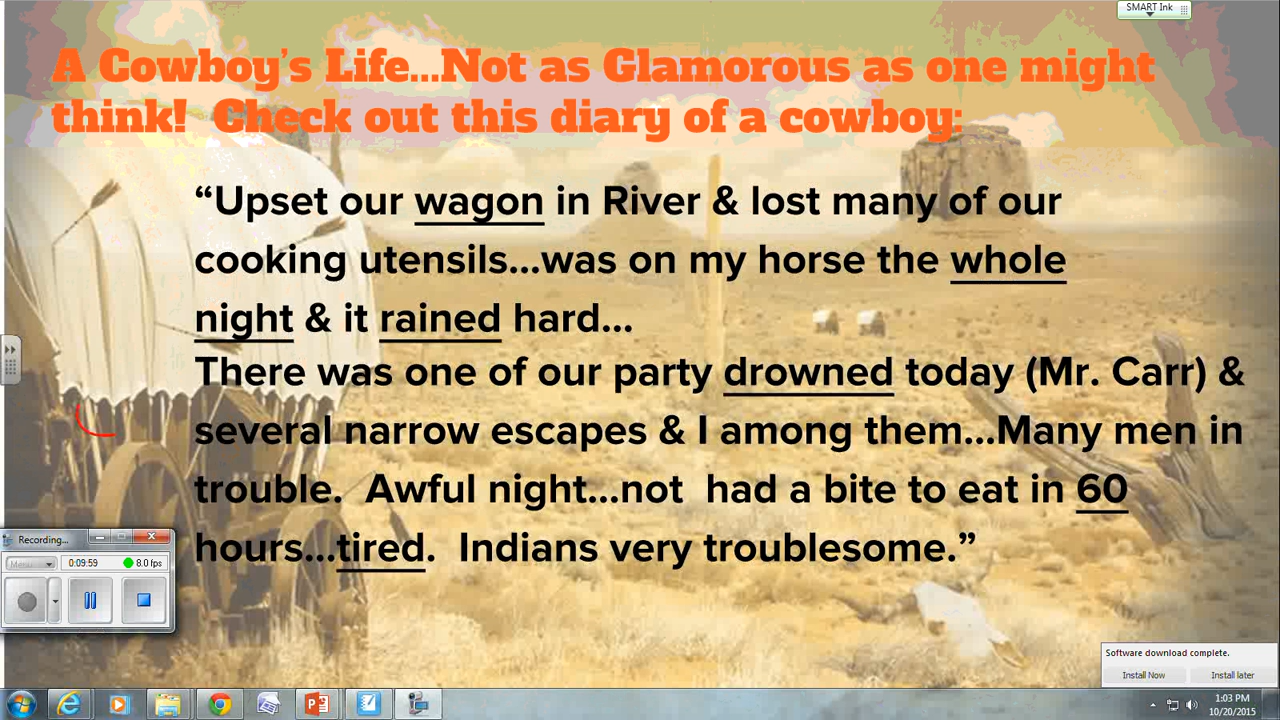 SMART Ink
A Cowboy's Life...Not as Glamorous as one might
think!  Check out this diary of a cowboy:
“Upset our wagon in River & lost many of our
cooking utensils...was on my horse the whole
night & it rained hard...
There was one of our party drowned today (Mr. Carr) &
several narrow escapes & I among them...Many men in
trouble.  Awful night...not  had a bite to eat in 60
hours...tired.  Indians very troublesome.”
Recording...
Menu
0:09:59
8.0 fps
Software download complete.
Install Now
Install later
1:03 PM
10/20/2015